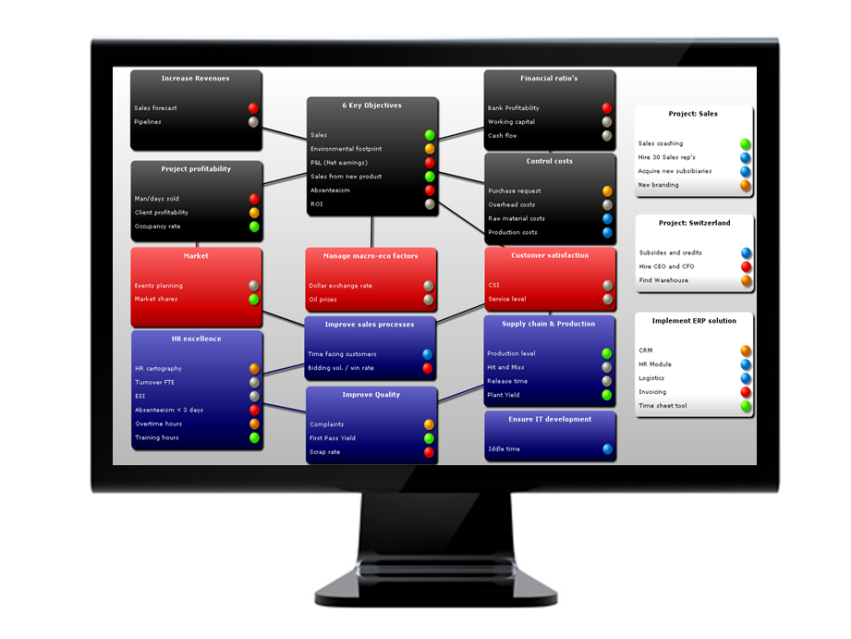 Increase Revenues
Sales forecast
Pipelines
Project profitability
Man/days sold
Client profitability
Occupancy rate
Market
Events planning
Market shares
HR excellence
HR cartography
Turnover FTE
ESI
Absenteeism < 3 days
Overtime hours
Training hours
6 Key Objectives
Sales
Environmental footprint
P&L (Net earnings)
Sales from new product
Absenteeism
ROI
Manage macro-eco factors
Dollar exchange rate
Oil prices
Improve sales processes
Time facing customers
Bidding vol. / win rate
Improve Quality
Complaints
First Pass Yield
Scrap rate
Financial ratio's
Bank Profitability
Working capital
Cash flow
Control costs
Purchase request
Overhead costs
Raw material costs
Production costs
Customer satisfaction
CSI
Service level
Supply chain & Production
Production level
Hit and Miss
Release time
Plant Yield
Ensure IT development
Iddle time
Project: Sales
Sales coaching
Hire 30 Sales rep's
Acquire new subsibiaries
New branding
Project: Switzerland
Subsides and credits
Hire CEO and CFO
Find Warehouse
Implement ERP solution
CRM
HR Module
Logistics
Invoicing
Time sheet tool